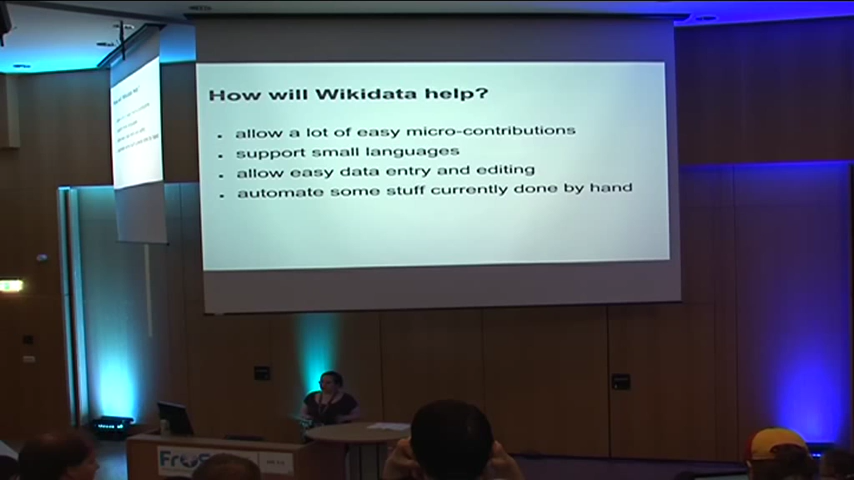 How will Wikidata help?
• allow a lot of easy micro-contributions
• support small languages
• allow easy data entry and editing
• automate some stuff currently done by hand